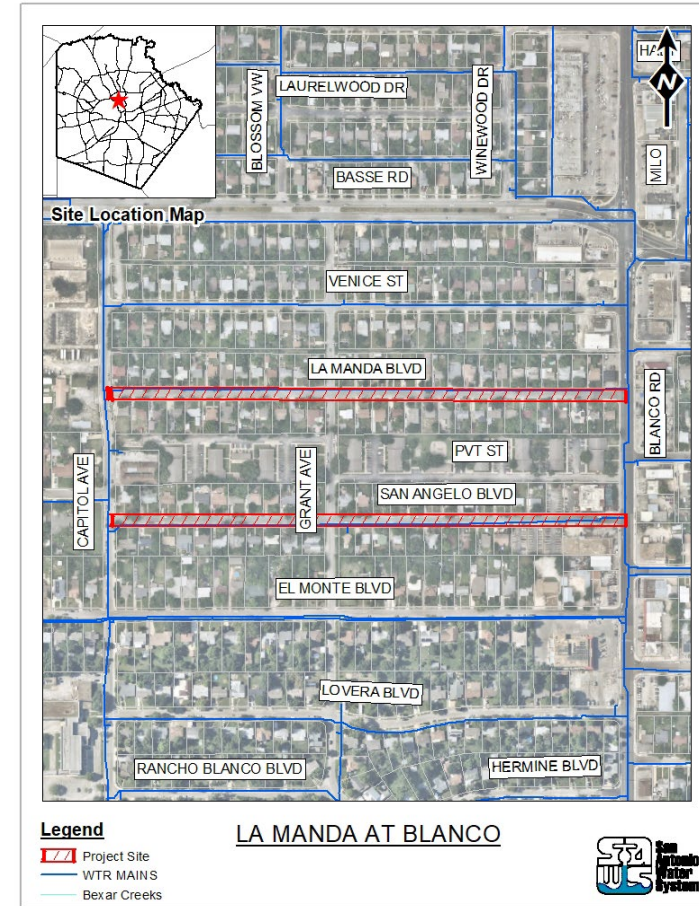 HA
N
LAURELWOOD DR
BLOSSOM VW
WINEWOOD DR
MILO
BASSE RD
Site Location Map
VENICE ST
LA MANDA BLVD
BLANCO RD
PVT ST
CAPITOL AVE
GRANT AVE
SAN ANGELO BLVD
EL MONTE BLVD
LOVERA BLVD
RANCHO BLANCO BLVD
HERMINE BLVD
Legend
Project Site
WTR MAINS
Bexar Creeks
LA MANDA AT BLANCO
San
Antonio
Water
System